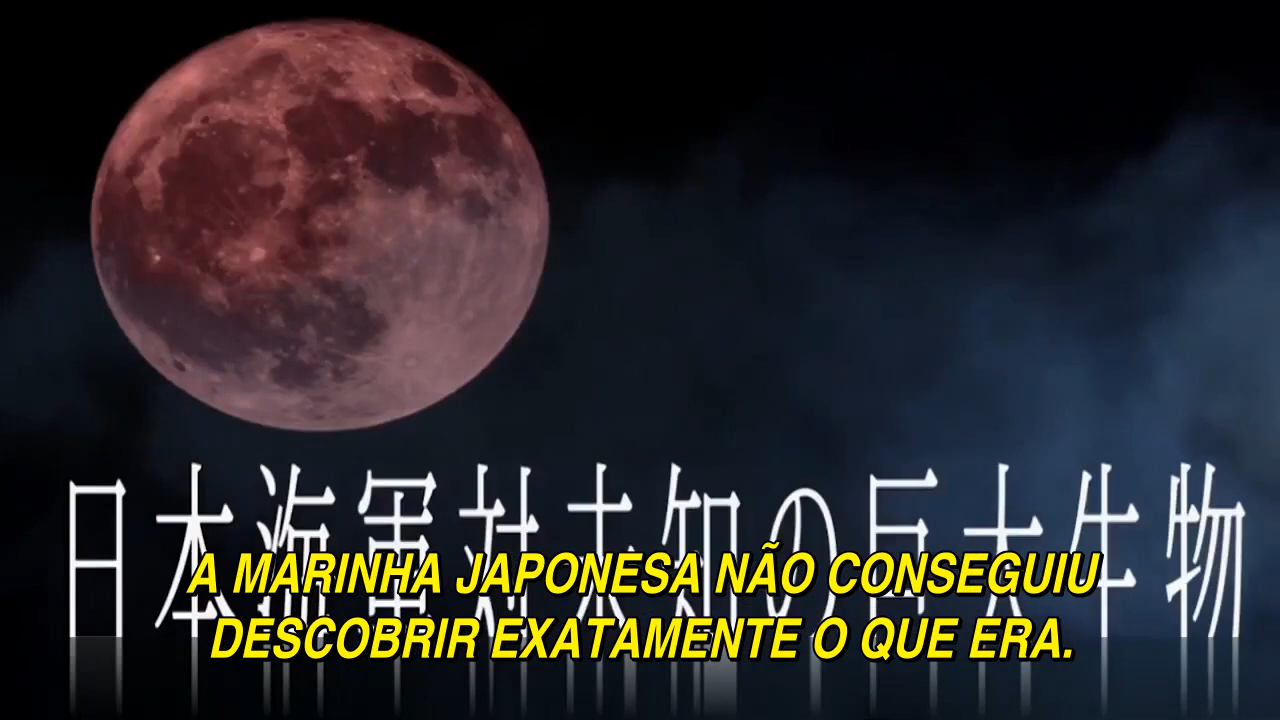 日本海軍対未知の巨大生物
A MARINHA JAPONESA NÃO CONSEGUIU
DESCOBRIR EXATAMENTE O QUE ERA.